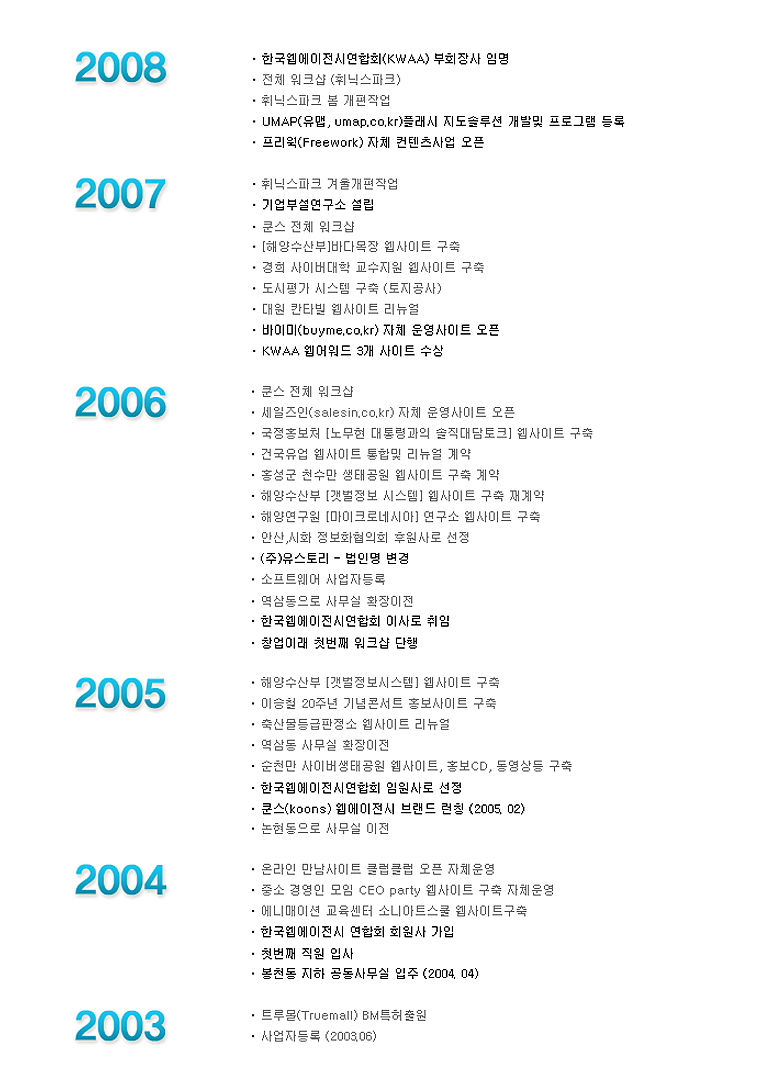 2008
· 한국웹에이전시연합회(KWAA) 부회장사 임명
· 전체 워크샵 (휘닉스파크)
· 휘닉스파크 봄 개편작업
· UMAP(유맵, umap.co.kr)플래시 지도솔루션 개발및 프로그램 등록
· 프리웍(Freework) 자체 컨텐츠사업 오픈
2007
· 휘닉스파크 겨울개편작업
· 기업부설연구소 설립
· 쿤스 전체 워크샵
· [해양수산부]바다목장 웹사이트 구축
· 경희 사이버대학 교수지원 웹사이트 구축
· 도시평가 시스템 구축 (토지공사)
· 대원 칸타빌 웹사이트 리뉴얼
· 바이미(buyme.co.kr) 자체 운영사이트 오픈
· KWAA 웹어워드 3개 사이트 수상
2006
· 쿤스 전체 워크샵
· 세일즈인(salesin.co.kr) 자체 운영사이트 오픈
· 국정홍보처 [노무현 대통령과의 솔직대담토크] 웹사이트 구축
· 건국유업 웹사이트 통합및 리뉴얼 계약
· 홍성군 천수만 생태공원 웹사이트 구축 계약
· 해양수산부 [갯벌정보 시스템] 웹사이트 구축 재계약
· 해양연구원 [마이크로네시아] 연구소 웹사이트 구축
· 안산,시화 정보화협의회 후원사로 선정
· (주)유스토리 - 법인명 변경
· 소프트웨어 사업자등록
· 역삼동으로 사무실 확장이전
· 한국웹에이전시연합회 이사로 취임
· 창업이래 첫번째 워크샵 단행
2005
· 해양수산부 [갯벌정보시스템] 웹사이트 구축
· 이승철 20주년 기념콘서트 홍보사이트 구축
· 축산물등급판정소 웹사이트 리뉴얼
· 역삼동 사무실 확장이전
· 순천만 사이버생태공원 웹사이트, 홍보CD, 동영상등 구축
· 한국웹에이전시연합회 임원사로 선정
· 쿤스(koons) 웹에이전시 브랜드 런칭 (2005. 02)
· 논현동으로 사무실 이전
2004
· 온라인 만남사이트 클럽클럽 오픈 자체운영
· 중소 경영인 모임 CEO party 웹사이트 구축 자체운영
· 에니매이션 교육센터 소니아트스쿨 웹사이트구축
· 한국웹에이전시 연합회 회원사 가입
· 첫번째 직원 입사
· 봉천동 지하 공동사무실 입주 (2004. 04)
2003
· 트루몰(Truemall) BM특허출원
· 사업자등록 (2003.06)